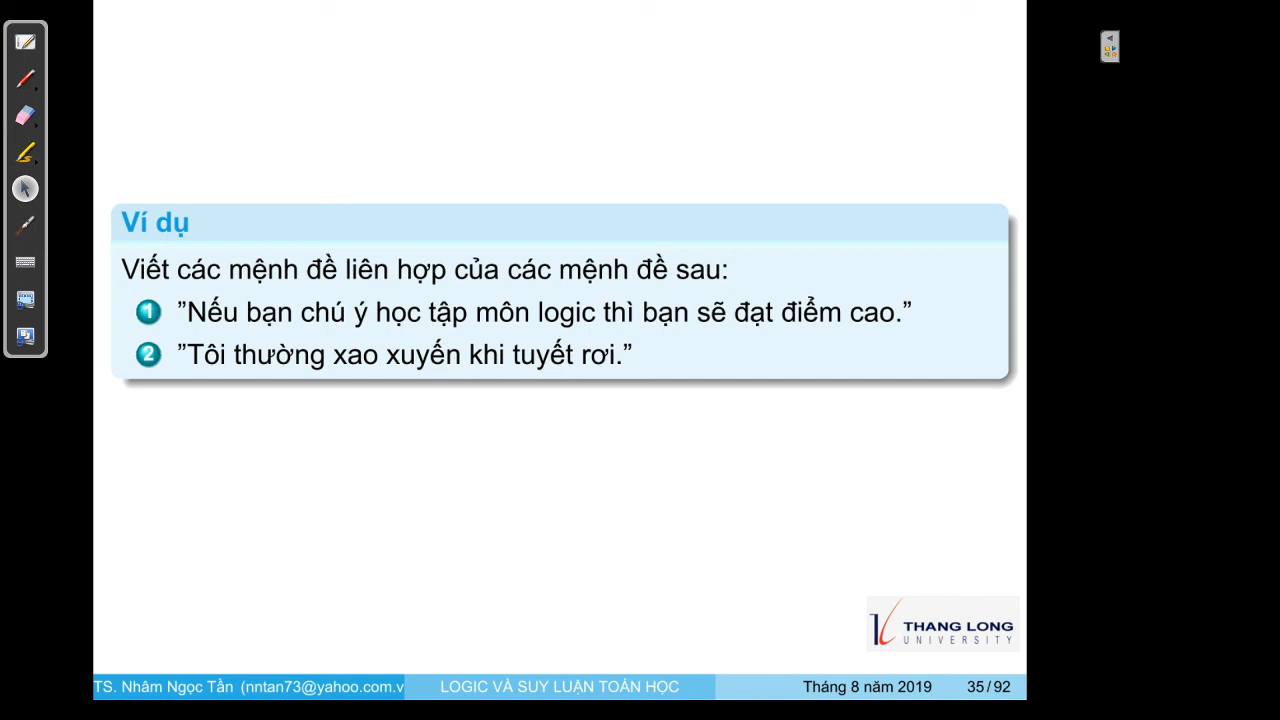 Ví dụ
Viết các mệnh đề liên hợp của các mệnh đề sau:
1 ”Nếu bạn chú ý học tập môn logic thì bạn sẽ đạt điểm cao.”
2 ”Tôi thường xao xuyến khi tuyết rơi.”
THANG LONG
UNIVERSITY
TS. Nhâm Ngọc Tần (nntan73@yahoo.com.v LOGIC VÀ SUY LUẬN TOÁN HỌC Tháng 8 năm 2019 35 / 92